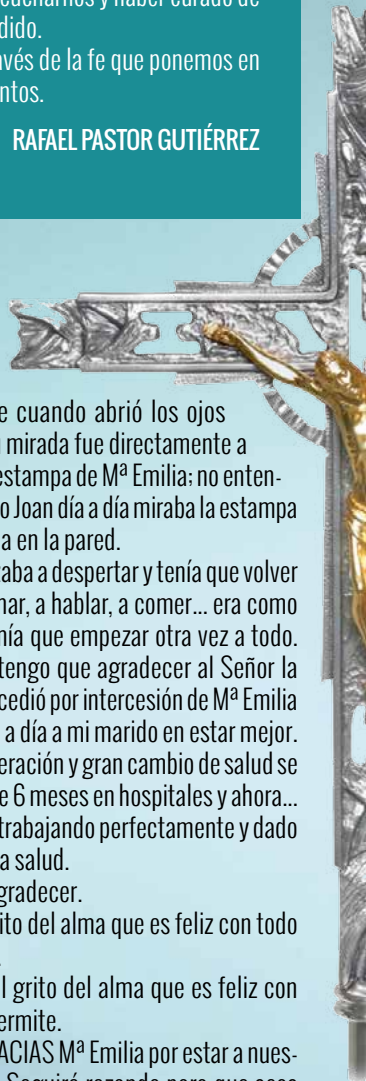 y haber curado de
dido.
avés de la fe que ponemos en
ntos.
RAFAEL PASTOR GUTIÉRREZ
e cuando abrió los ojos
mirada fue directamente a
estampa de Mª Emilia; no enten-
o Joan día a día miraba la estampa
a en la pared.
zaba a despertar y tenía que volver
nar, a hablar, a comer... era como
nía que empezar otra vez a todo.
tengo que agradecer al Señor la
cedió por intercesión de Mª Emilia
a día a mi marido en estar mejor.
eración y gran cambio de salud se
e 6 meses en hospitales y ahora...
trabajando perfectamente y dado
a salud.
gradecer.
ito del alma que es feliz con todo
l grito del alma que es feliz con
ermite.
ACIAS Mª Emilia por estar a nues-
Seguiré rezando para que esos